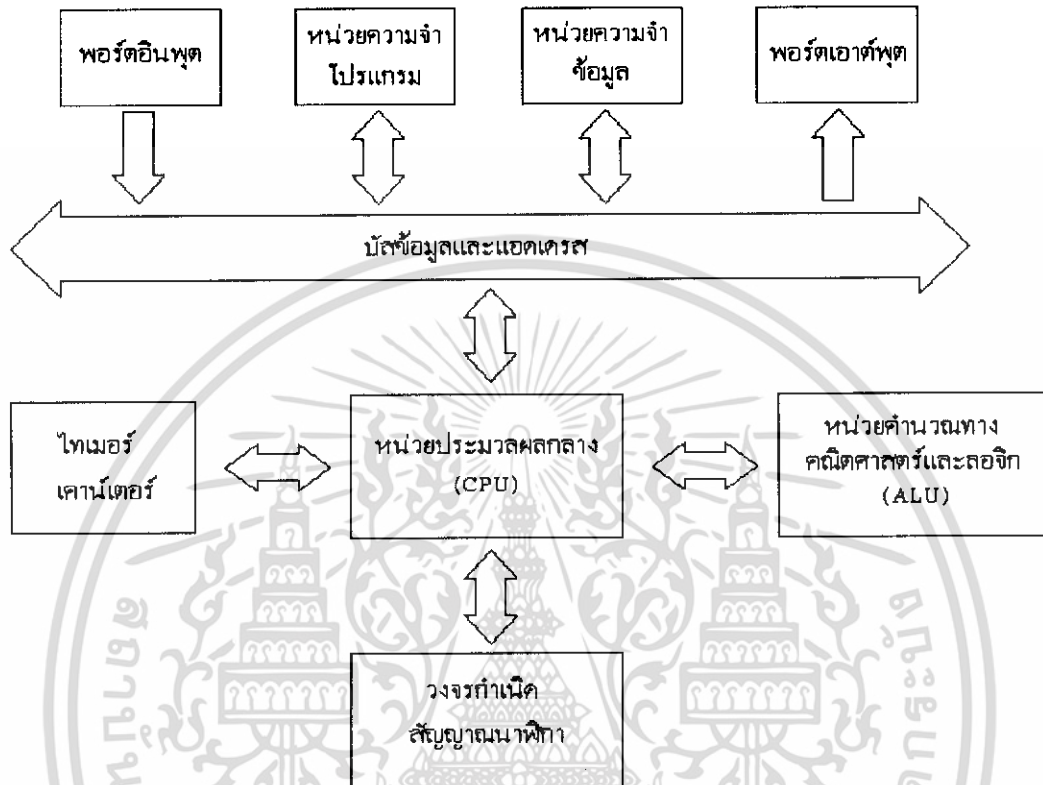 พอร์ตอินพุต
หน่วยความจำ
โปรแกรม
หน่วยความจำ
ข้อมูล
พอร์ตเอาต์พุต
บัสข้อมูลและแอดเดรส
ไทเมอร์
เคาน์เตอร์
หน่วยประมวลผลกลาง
(CPU)
หน่วยคำนวณทาง
คณิตศาสตร์และลอจิก
(ALU)
วงจรกำเนิด
สัญญาณนาฬิกา